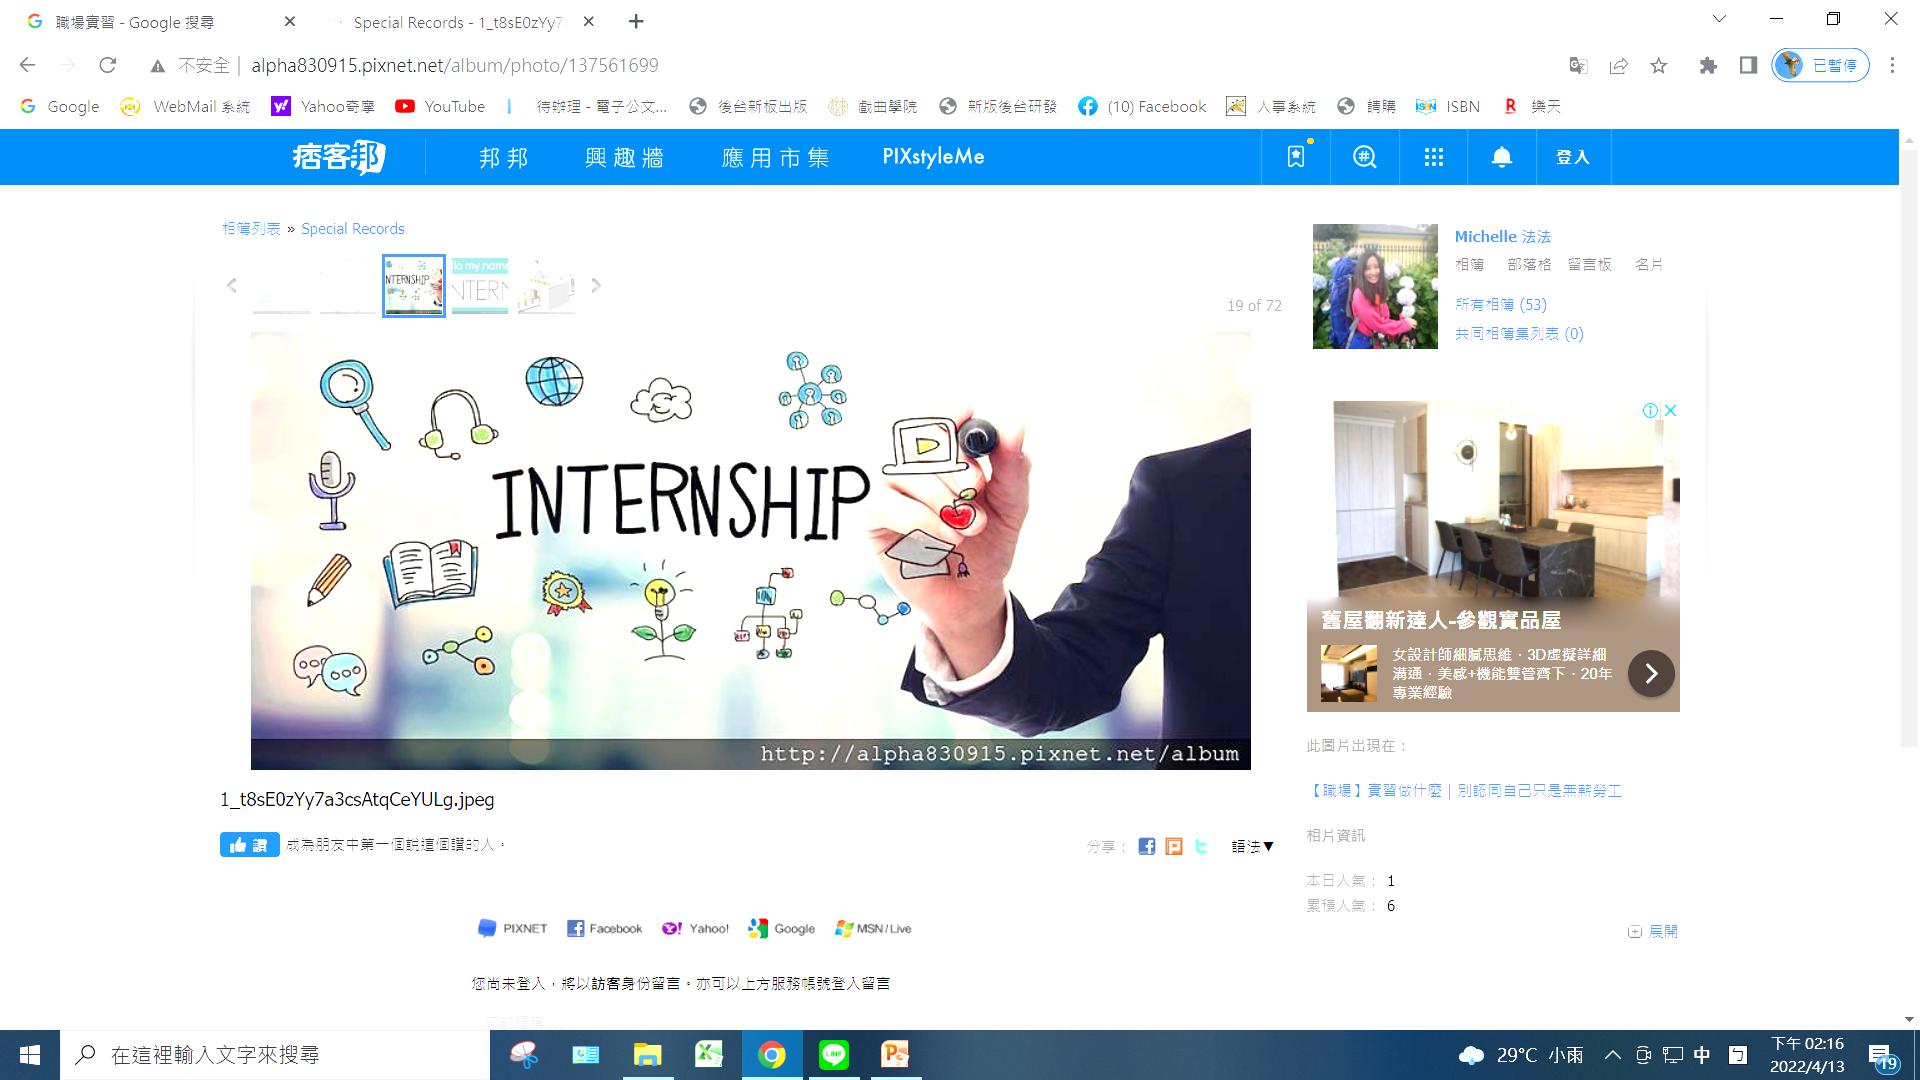 職場實習 - Google 搜尋
Special Records - 1_t8sE0zYy7
不安全 | alpha830915.pixnet.net/album/photo/137561699
已暫停
Google
WebMail 系統
Yahoo奇摩
YouTube
待辦理 - 電子公文...
後台新板出版
戲曲學院
新版後台研發
(10) Facebook
人事系統
請購
ISBN
樂天
痞客邦
邦邦
興趣牆
應用市集
PIXstyleMe
登入
相簿列表 » Special Records
INTERNSHIP
19 of 72
INTERNSHIP
http://alpha830915.pixnet.net/album
1_t8sE0zYy7a3csAtqCeYULg.jpeg
讚 成為朋友中第一個說這個讚的人。
分享：
語法▼
PIXNET
Facebook
Yahoo!
Google
MSN/Live
您尚未登入，將以訪客身份留言。亦可以上方服務帳號登入留言
Michelle 法法
相簿 部落格 留言板 名片
所有相簿 (53)
共同相簿集列表 (0)
舊屋翻新達人-參觀實品屋
女設計師細膩思維．3D虛擬詳細
溝通．美感+機能雙管齊下．20年
專業經驗
此圖片出現在：
【職場】實習做什麼｜別認同自己只是無薪勞工
相片資訊
本日人氣： 1
累積人氣： 6
展開
在這裡輸入文字來搜尋
29°C 小雨
中
下午 02:16
2022/4/13
19